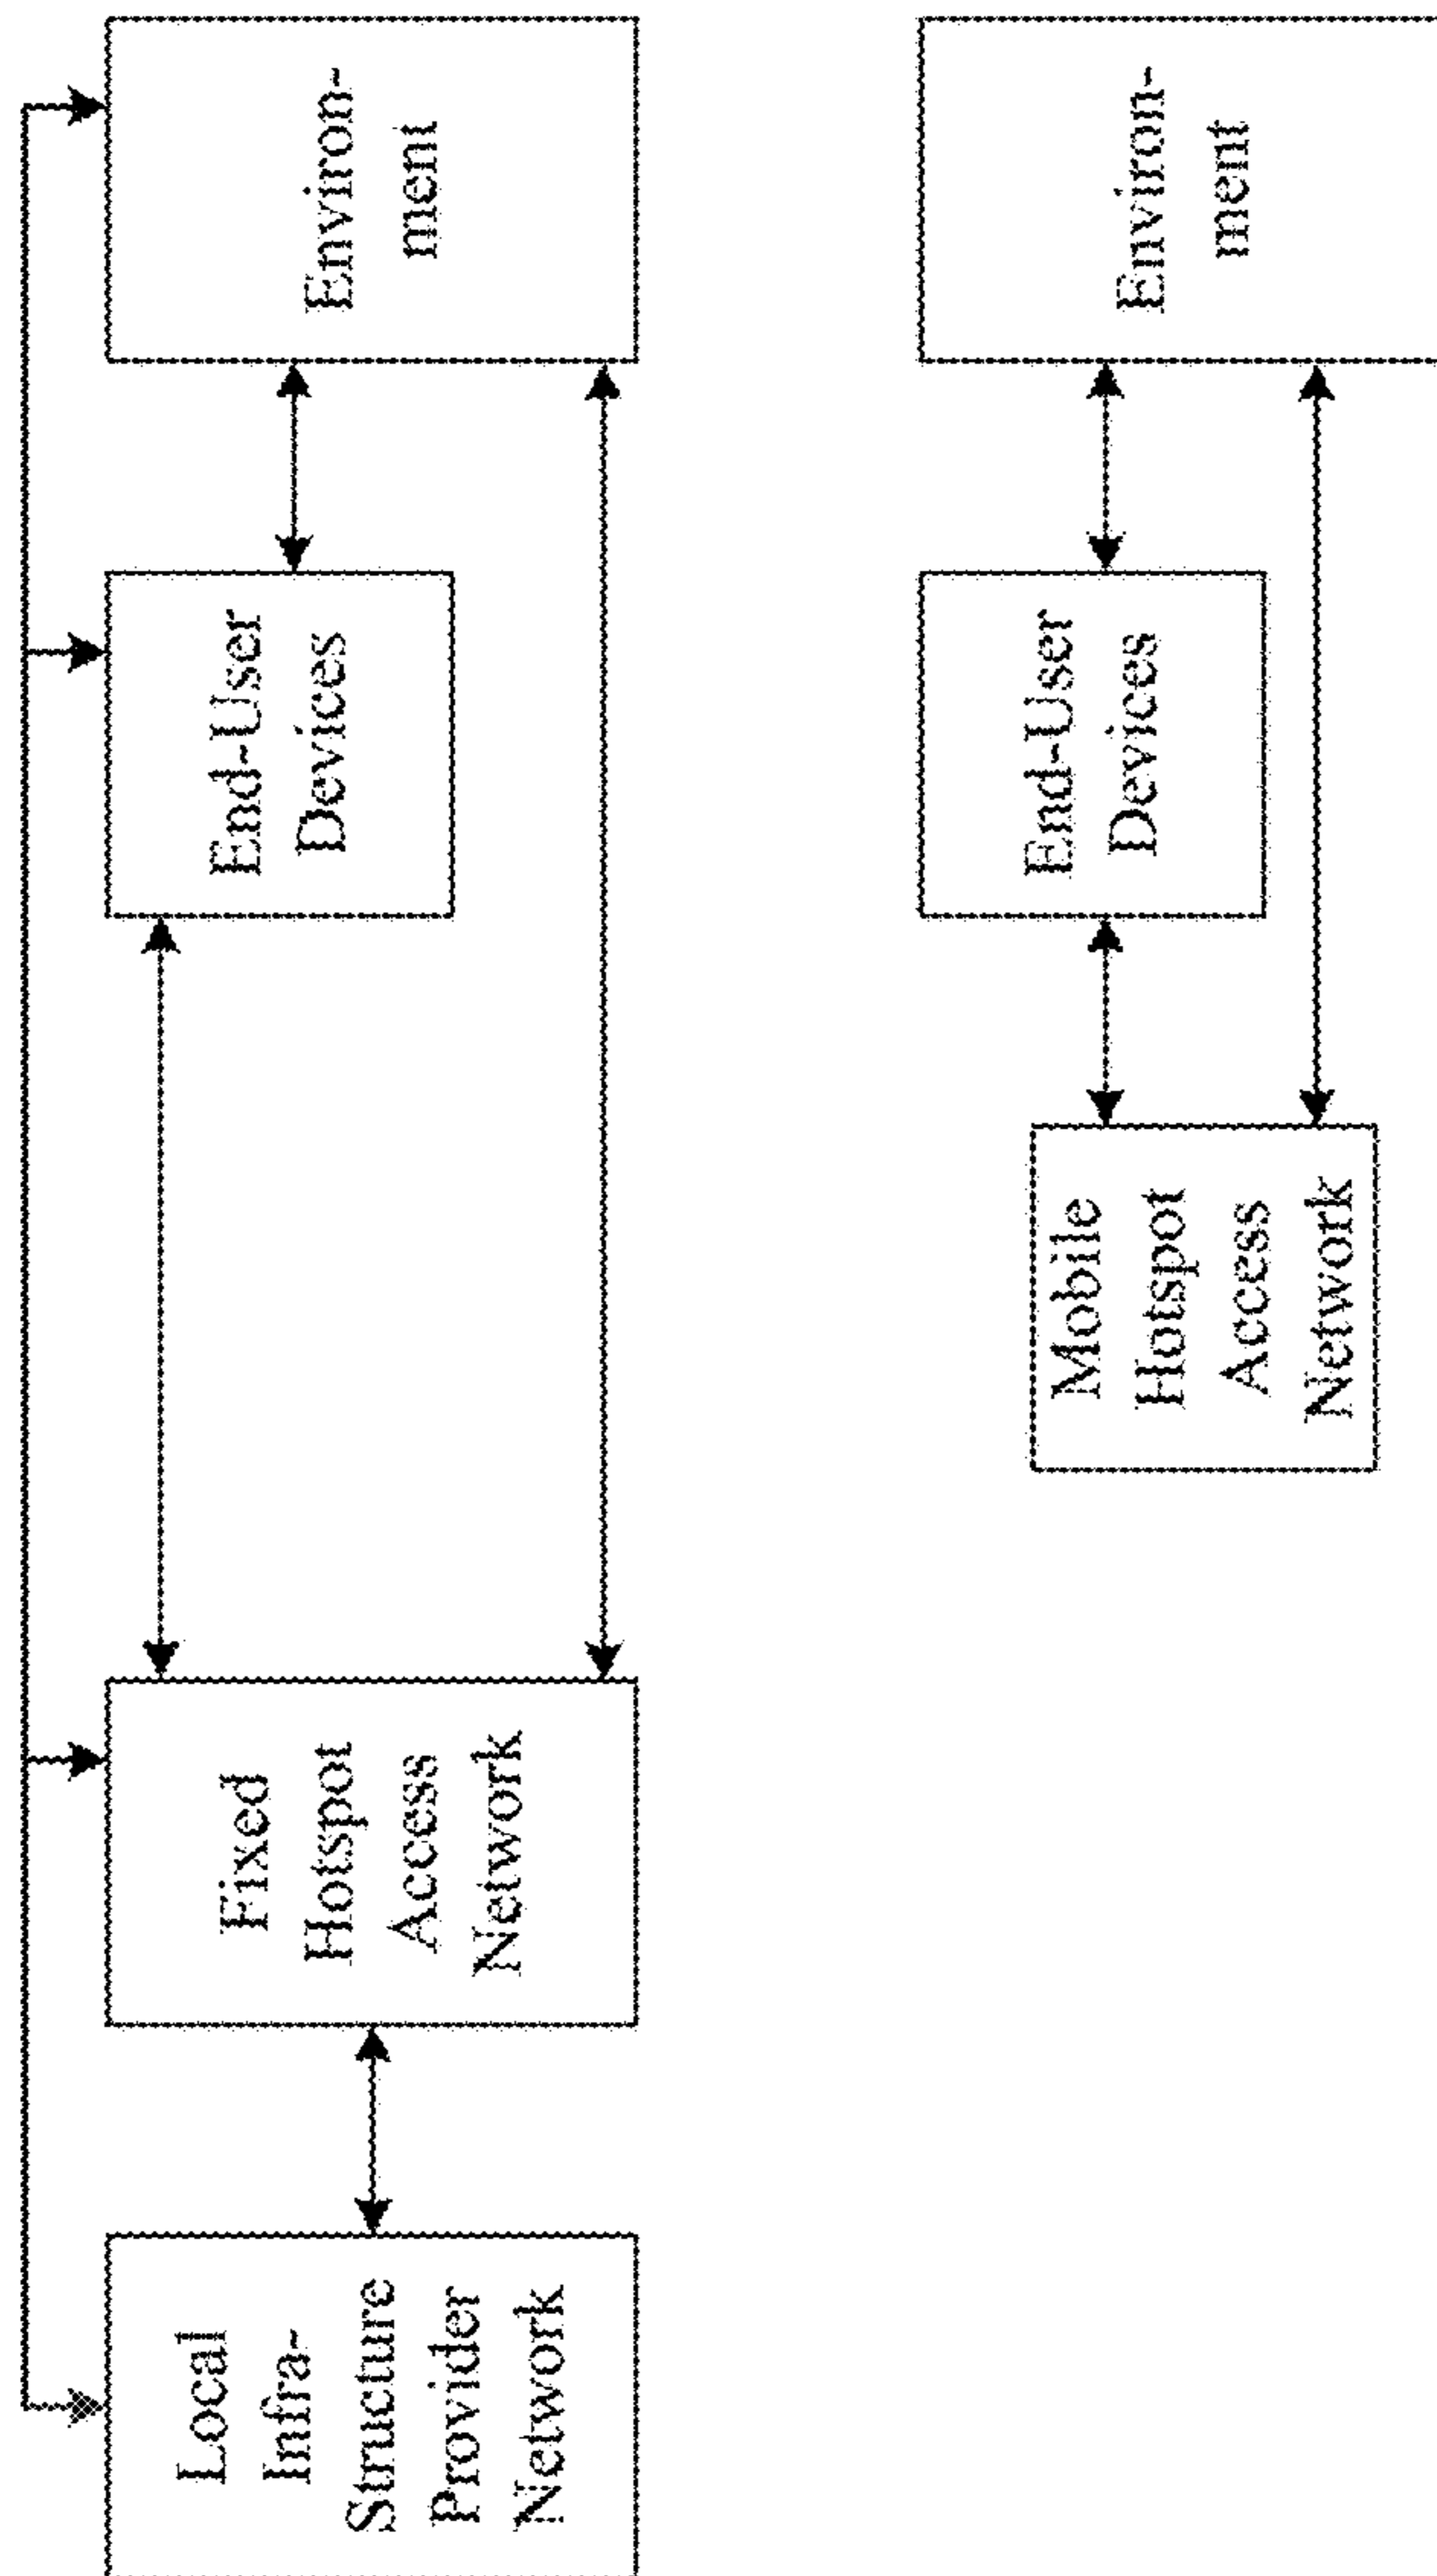 Local
Infra-
Structure
Provider
Network
Fixed
Hotspot
Access
Network
End-User
Devices
Environ-
ment
Mobile
Hotspot
Access
Network
End-User
Devices
Environ-
ment